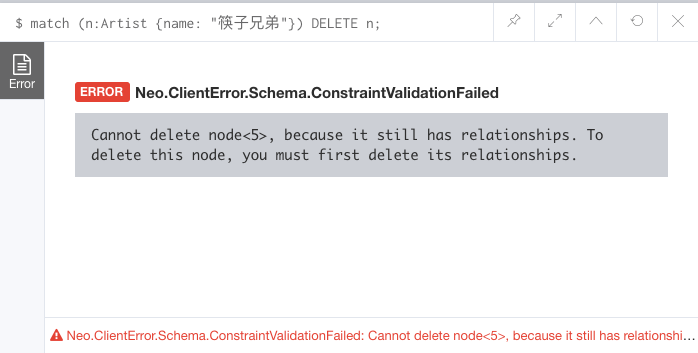 $ match (n:Artist {name: "筷子兄弟"}) DELETE n;
Error
ERROR Neo.ClientError.Schema.ConstraintValidationFailed
Cannot delete node<5>, because it still has relationships. To
delete this node, you must first delete its relationships.
Neo.ClientError.Schema.ConstraintValidationFailed: Cannot delete node<5>, because it still has relationshi...